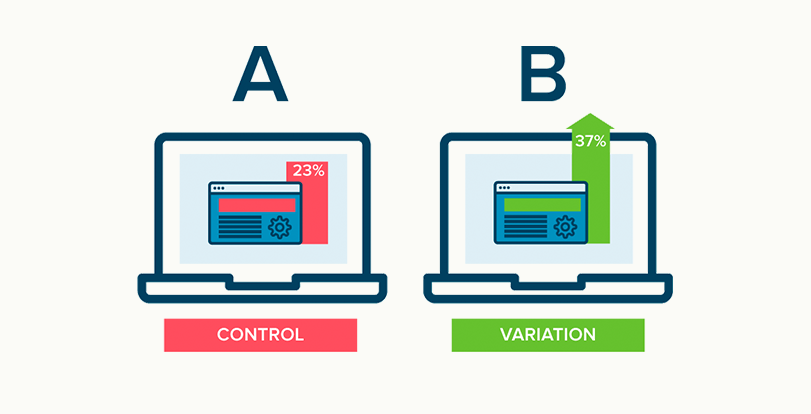 A
B
23%
37%
CONTROL
VARIATION